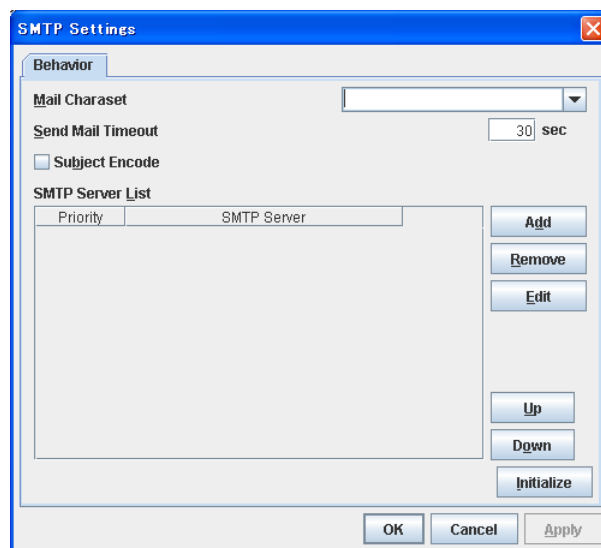 SMTP Settings
Behavior
Mail Charaset
Send Mail Timeout 30 sec
Subject Encode
SMTP Server List
Priority SMTP Server
Add
Remove
Edit
Up
Down
Initialize
OK Cancel Apply